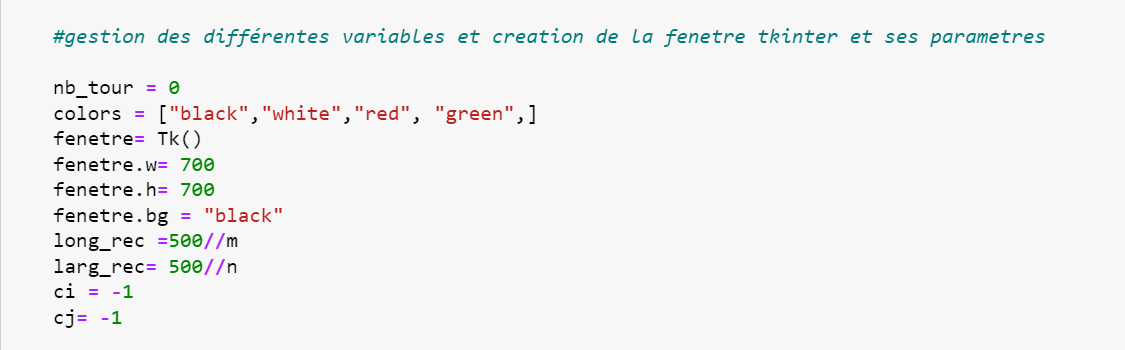 #gestion des différentes variables et creation de la fenetre tkinter et ses parametres
nb_tour = 0
colors = ["black","white","red", "green",]
fenetre= Tk()
fenetre.w= 700
fenetre.h= 700
fenetre.bg = "black"
long_rec =500//m
larg_rec= 500//n
ci = -1
cj= -1